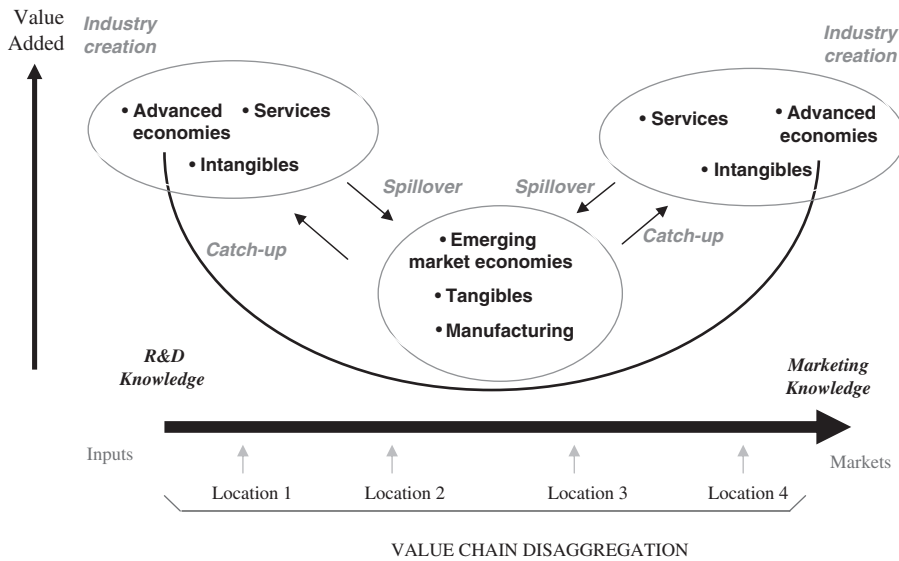 Value
Added
Industry
creation
• Advanced
economies
• Services
• Intangibles
Industry
creation
• Services
• Advanced
economies
• Intangibles
Spillover
Spillover
Catch-up
Catch-up
• Emerging
market economies
• Tangibles
• Manufacturing
R&D
Knowledge
Marketing
Knowledge
Inputs
Markets
Location 1
Location 2
Location 3
Location 4
VALUE CHAIN DISAGGREGATION